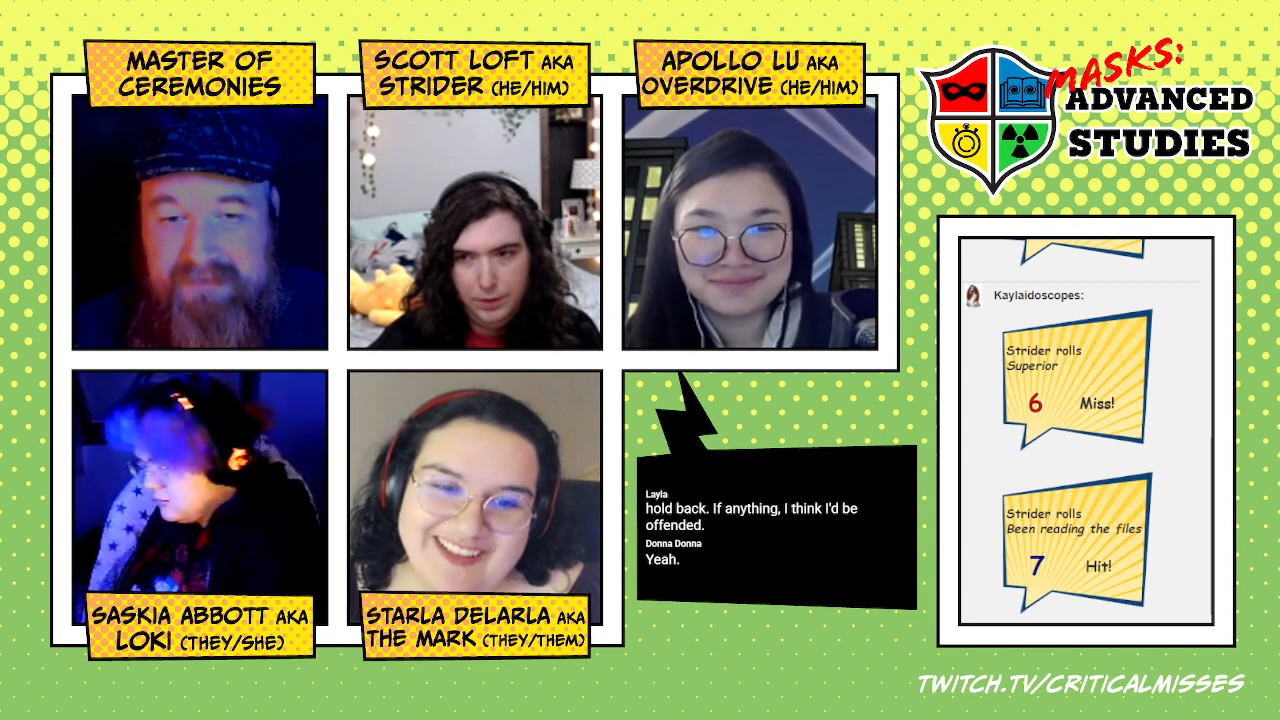 MASTER OF
CEREMONIES
SCOTT LOFT AKA
STRIDER (HE/HIM)
APOLLO LU AKA
OVERDRIVE (HE/HIM)
MASKS:
ADVANCED
STUDIES
Kaylaidoscopes:
Strider rolls
Superior
6 Miss!
Strider rolls
Been reading the files
7 Hit!
Layla
hold back. If anything, I think I'd be
offended.
Donna Donna
Yeah.
SASKIA ABBOTT AKA
LOKI (THEY/SHE)
STARLA DELARLA AKA
THE MARK (THEY/THEM)
TWITCH.TV/CRITICALMISSES